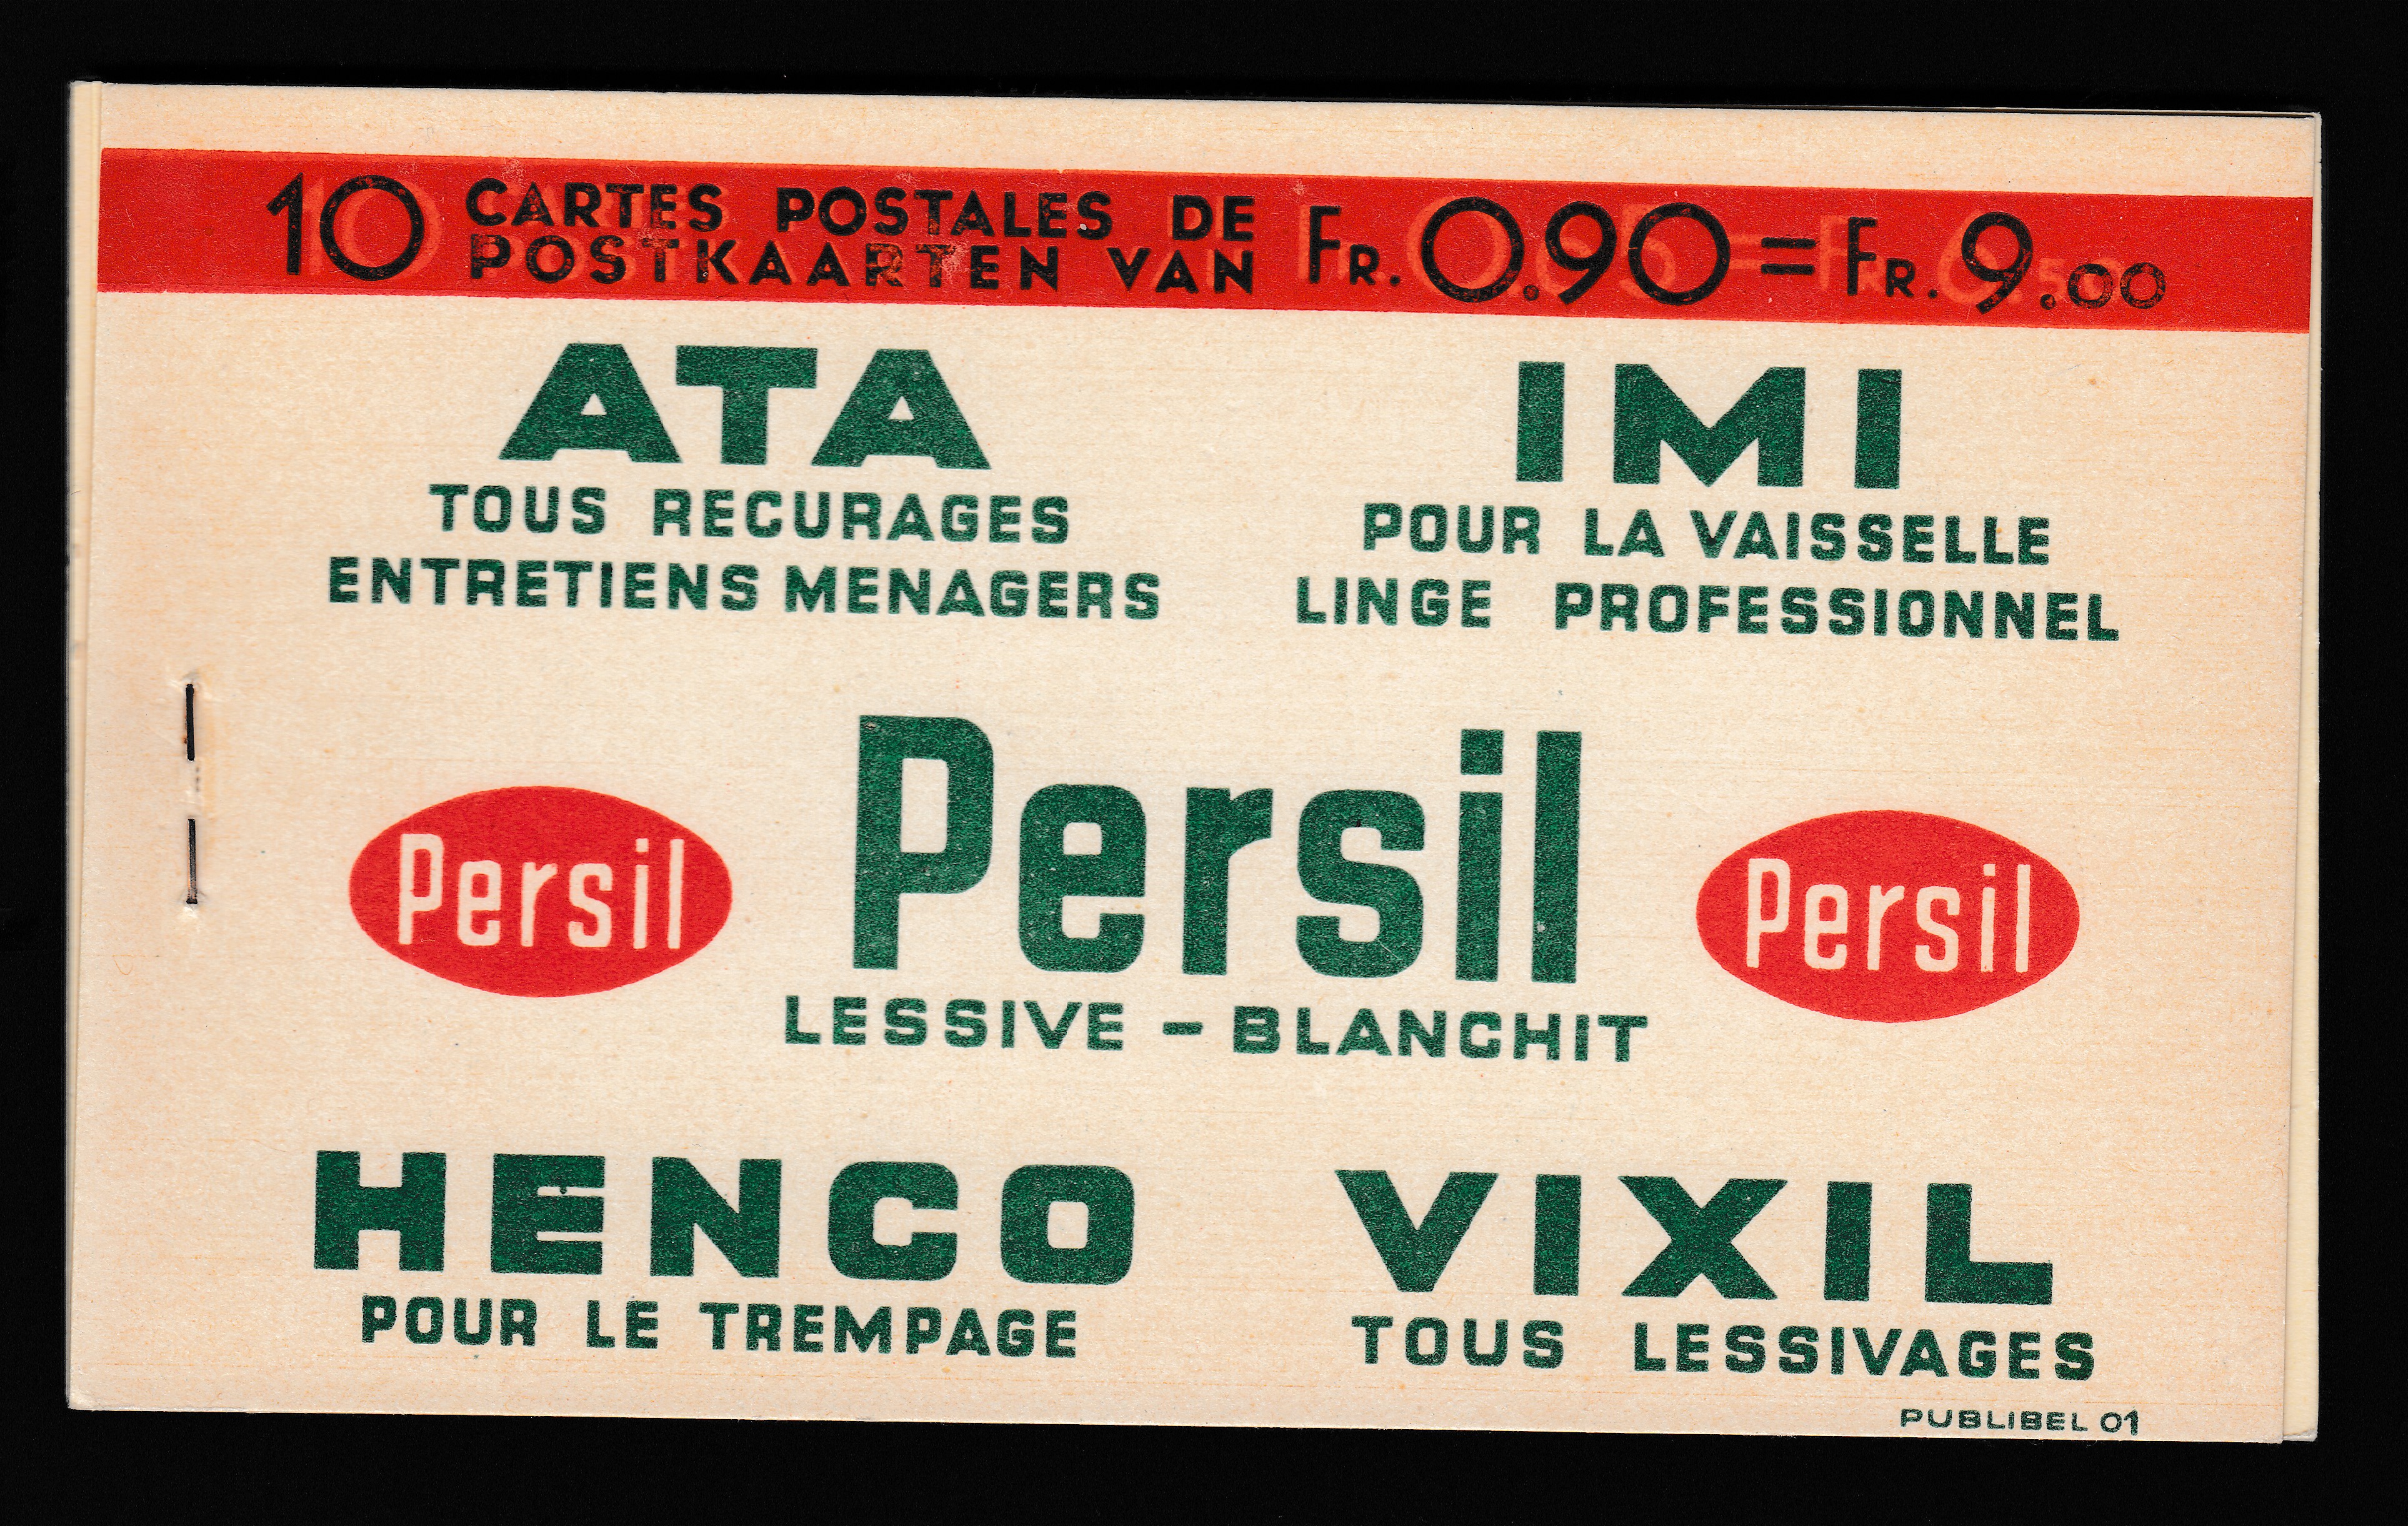 10 CARTES POSTALES DE FR. 0.90 = FR. 9.00
POSTKAARTEN VAN
ATA
TOUS RECURAGES
ENTRETIENS MENAGERS
IMI
POUR LA VAISSELLE
LINGE PROFESSIONNEL
Persil
Persil
Persil
LESSIVE - BLANCHIT
HENCO
POUR LE TREMPAGE
VIXIL
TOUS LESSIVAGES
PUBLIBEL 01